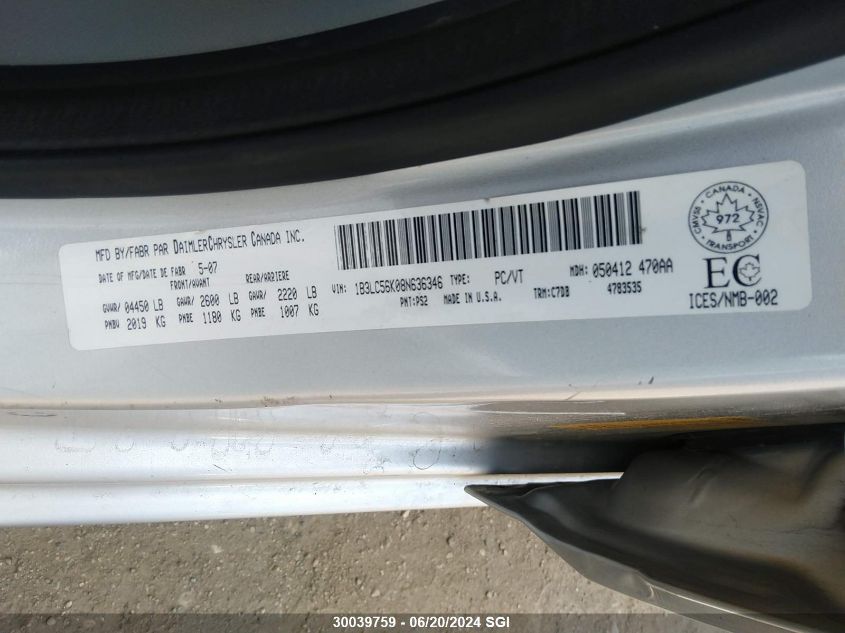 MFD BY/FABR PAR DAIMLERCHRYSLER CANADA INC.
DATE OF MFG/DATE DE FABR 5-07
FRONT/AVANT REAR/ARRIERE
GVWR/ 04450 LB GAWR/ 2600 LB GAWR/ 2220 LB
PNBV 2019 KG PNBE 1180 KG PNBE 1007 KG
VIN: 1B3LC56K08N636346 TYPE: PC/VT MDH: 050412 470AA
PNT:PS2 MADE IN U.S.A. TRM:C7DB 4783535
CANADA
CMVSS NSVAC
972
TRANSPORT
EC
ICES/NMB-002
30039759 - 06/20/2024 SGI